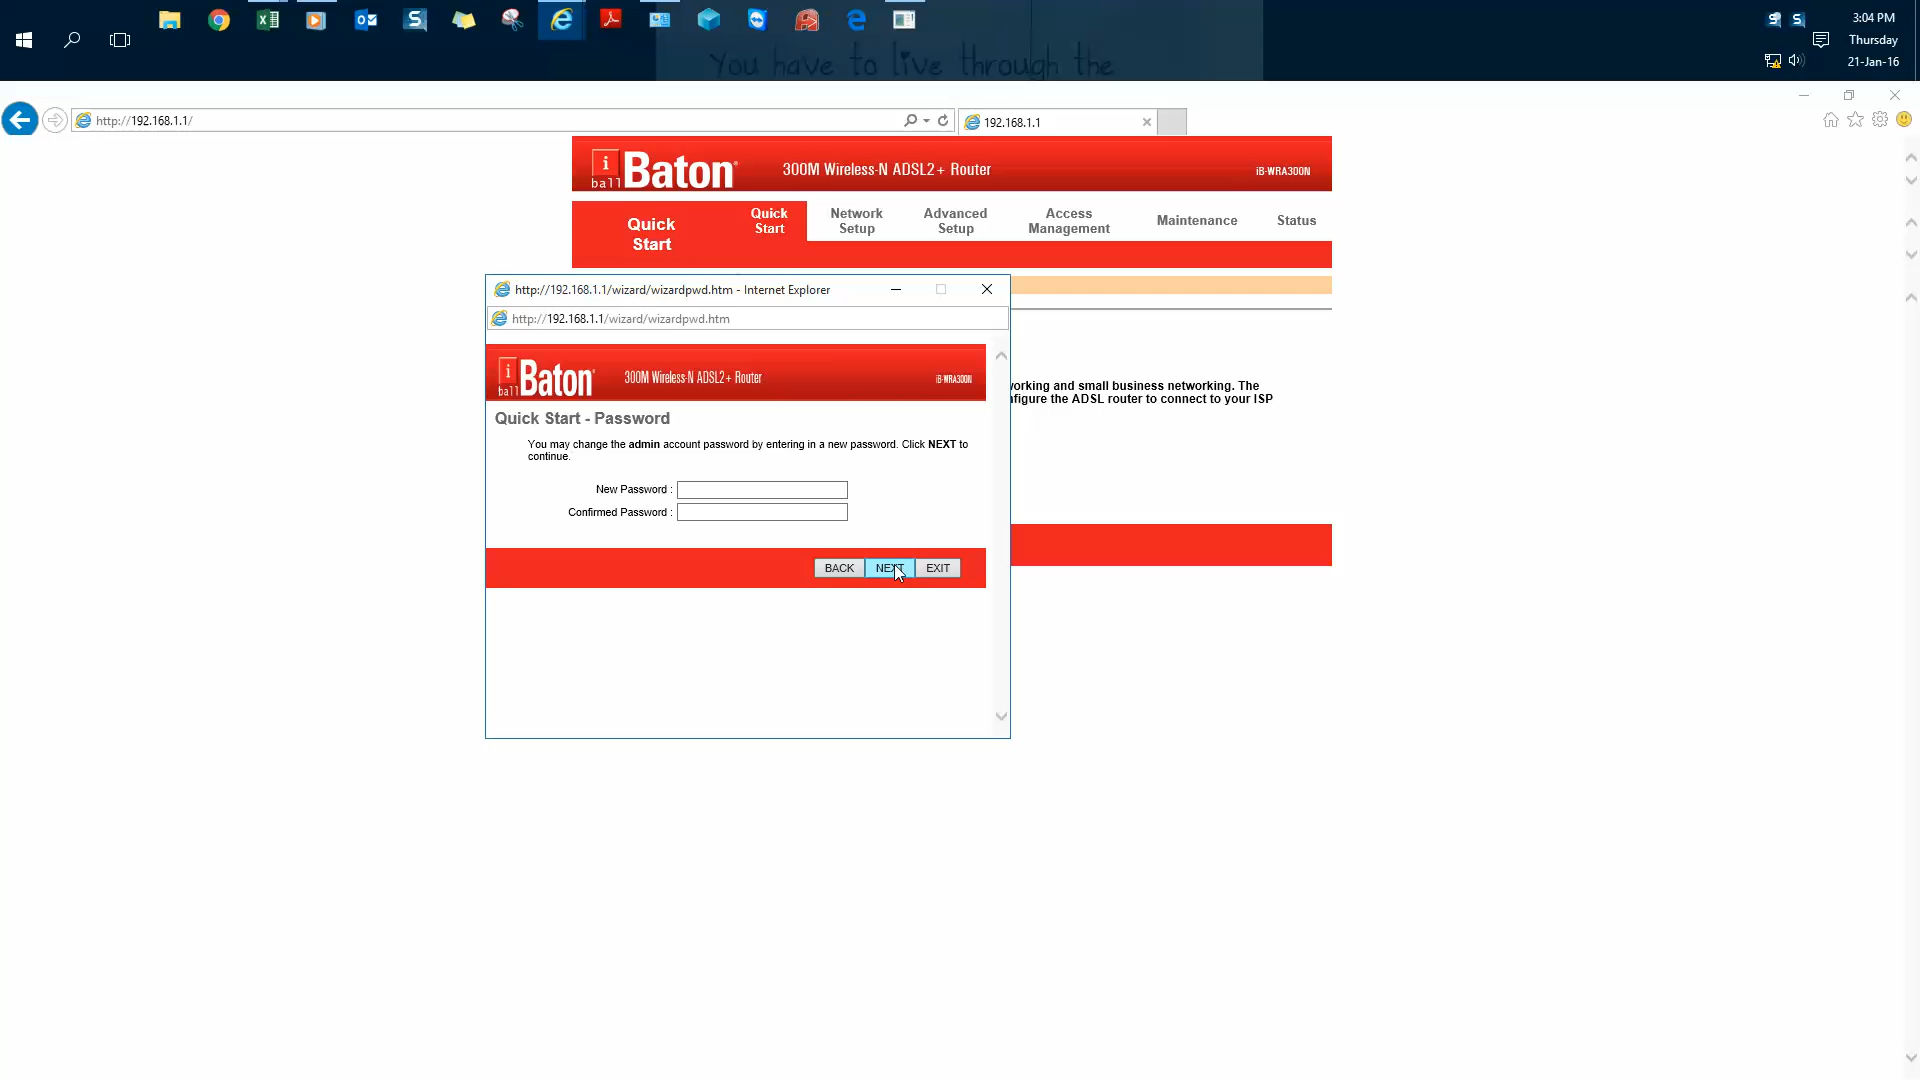 3:04 PM
Thursday
21-Jan-16
You have to live through the
http://192.168.1.1/
192.168.1.1
i ball Baton 300M Wireless-N ADSL2+ Router iB-WRA300N
Quick Start
Quick Start
Network Setup
Advanced Setup
Access Management
Maintenance
Status
http://192.168.1.1/wizard/wizardpwd.htm - Internet Explorer
http://192.168.1.1/wizard/wizardpwd.htm
i ball Baton 300M Wireless-N ADSL2+ Router iB-WRA300N
Quick Start - Password
You may change the admin account password by entering in a new password. Click NEXT to
continue.
New Password :
Confirmed Password :
BACK NEXT EXIT
orking and small business networking. The
figure the ADSL router to connect to your ISP